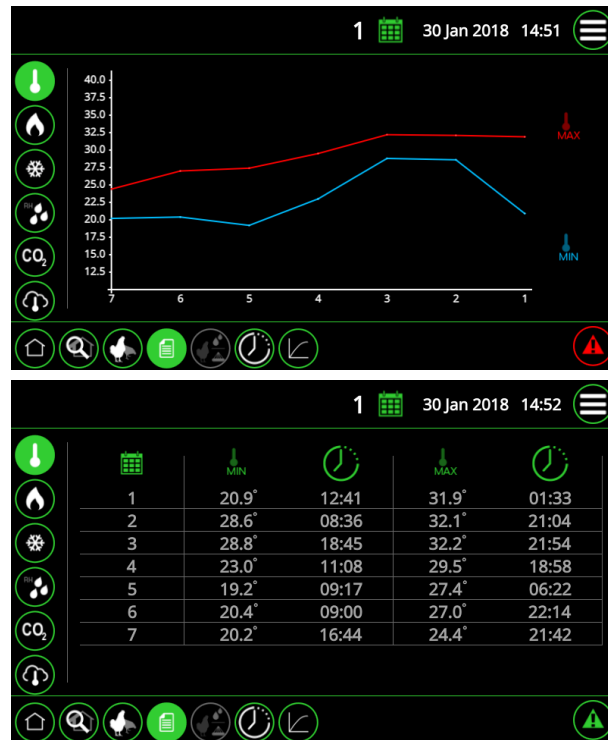 1 30 Jan 2018 14:51
40.0
37.5
35.0
32.5
30.0
27.5
25.0
22.5
20.0
17.5
15.0
12.5
7 6 5 4 3 2 1
MAX
MIN
RH
CO2
1 30 Jan 2018 14:52
MIN MAX
1 20.9° 12:41 31.9° 01:33
2 28.6° 08:36 32.1° 21:04
3 28.8° 18:45 32.2° 21:54
4 23.0° 11:08 29.5° 18:58
5 19.2° 09:17 27.4° 06:22
6 20.4° 09:00 27.0° 22:14
7 20.2° 16:44 24.4° 21:42
RH
CO2